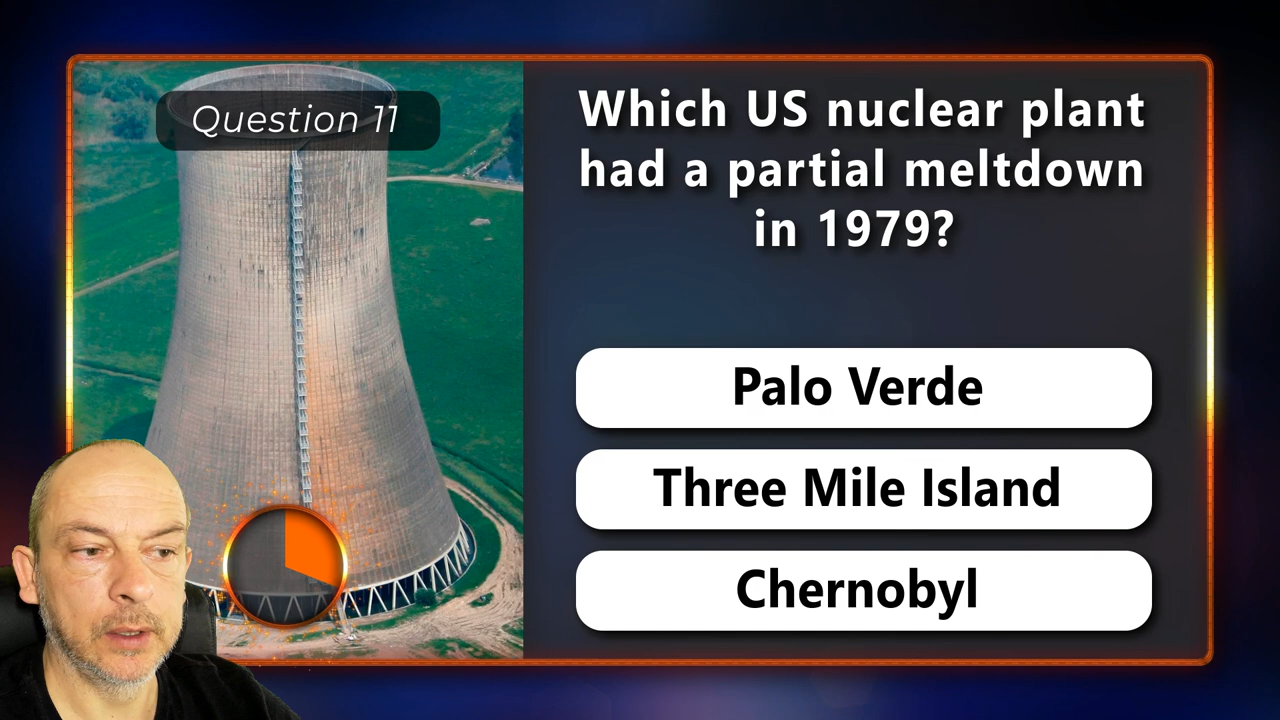 Question 11
Which US nuclear plant
had a partial meltdown
in 1979?
Palo Verde
Three Mile Island
Chernobyl